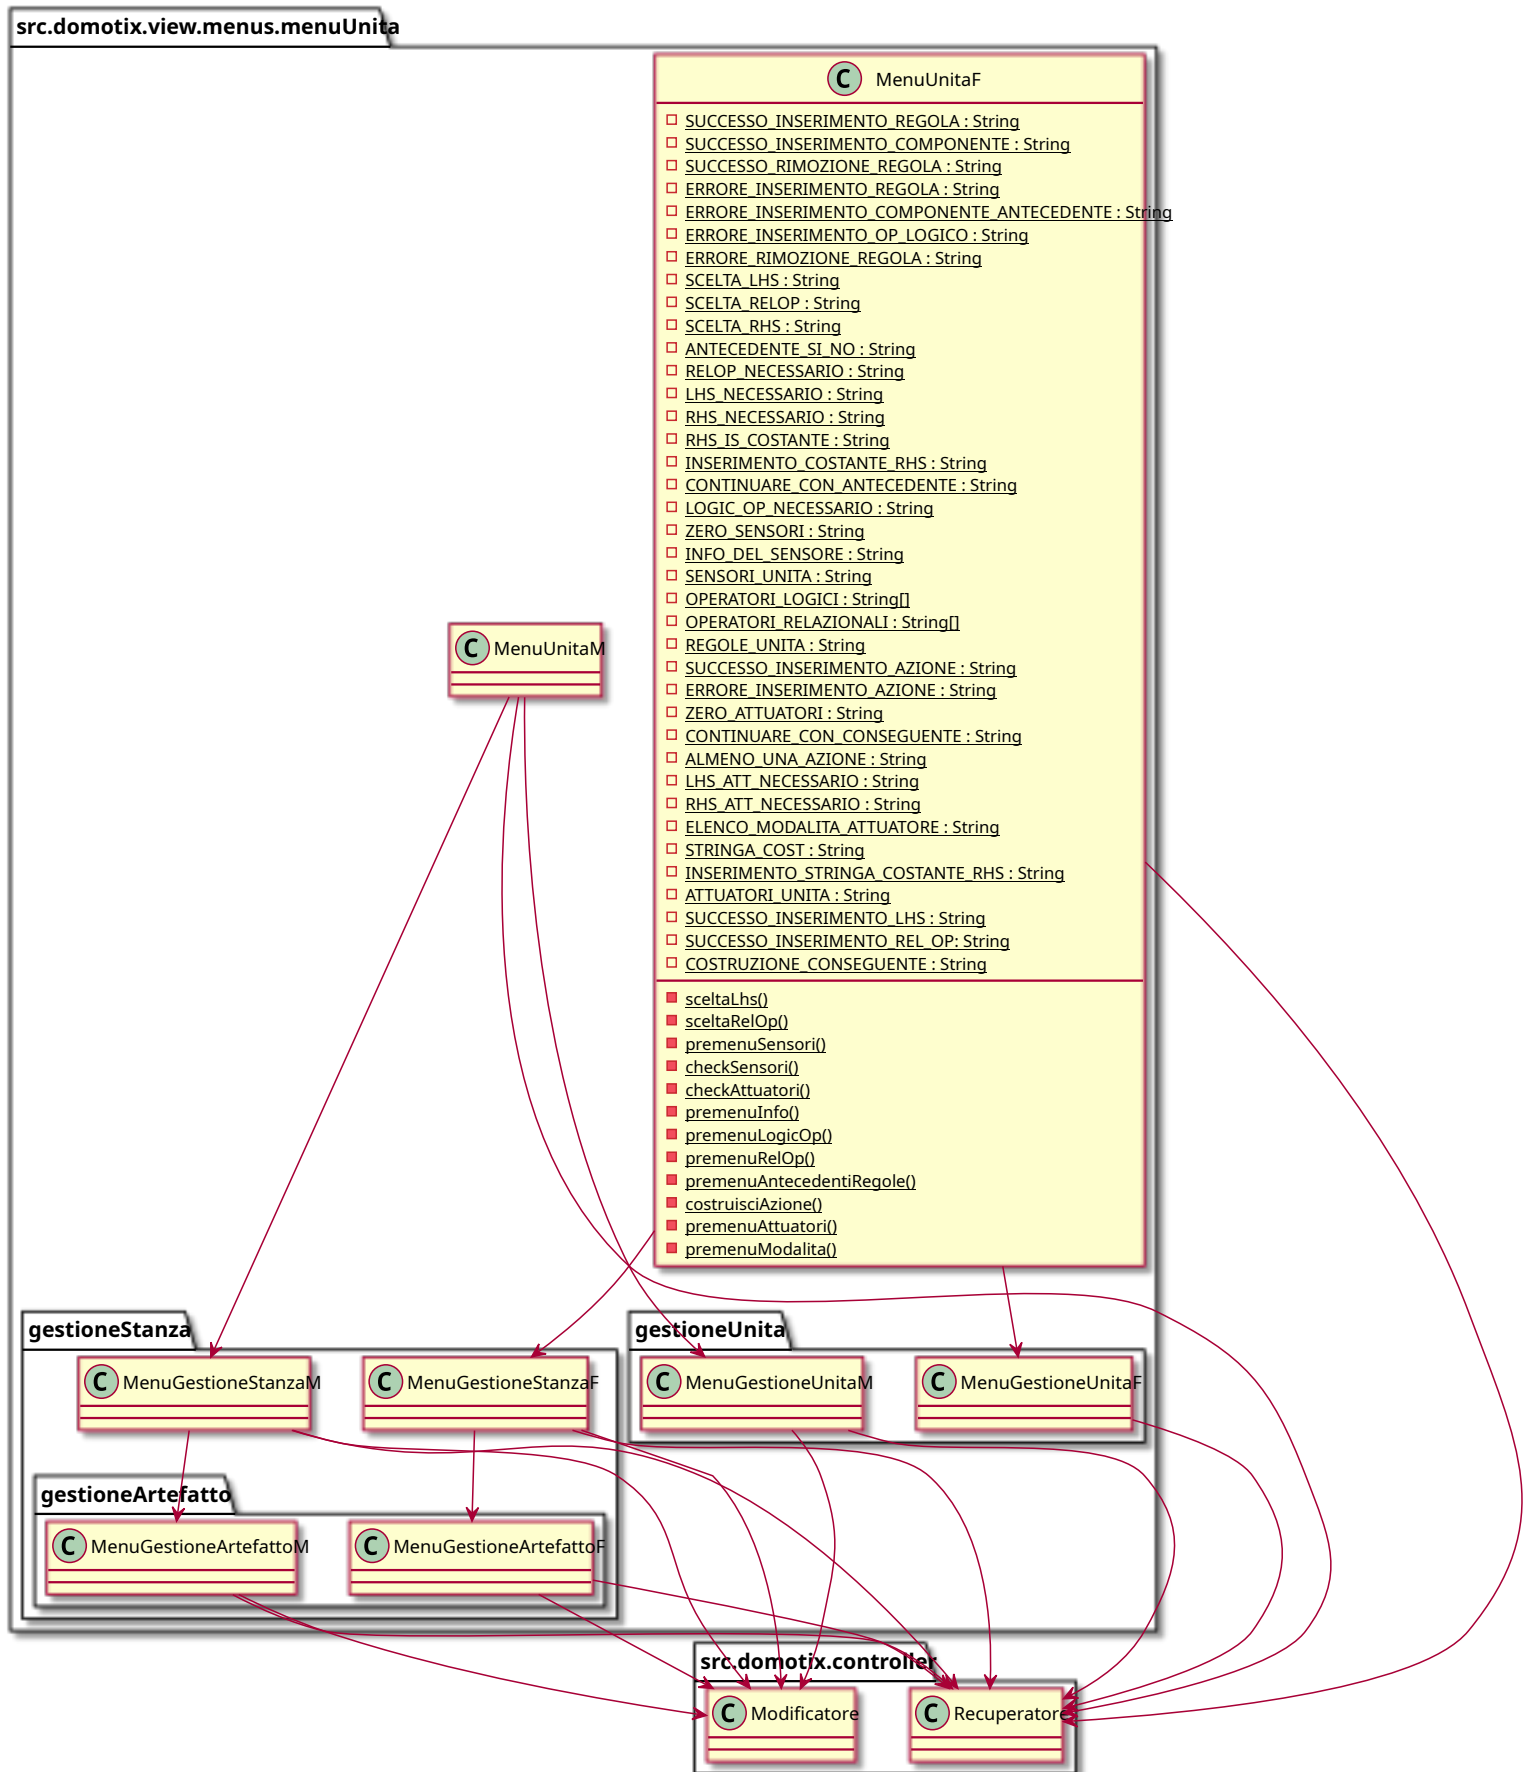 src.domotix.view.menus.menuUnita
C MenuUnitaF
SUCCESSO_INSERIMENTO_REGOLA : String
SUCCESSO_INSERIMENTO_COMPONENTE : String
SUCCESSO_RIMOZIONE_REGOLA : String
ERRORE_INSERIMENTO_REGOLA : String
ERRORE_INSERIMENTO_COMPONENTE_ANTECEDENTE : String
ERRORE_INSERIMENTO_OP_LOGICO : String
ERRORE_RIMOZIONE_REGOLA : String
SCELTA_LHS : String
SCELTA_RELOP : String
SCELTA_RHS : String
ANTECEDENTE_SI_NO : String
RELOP_NECESSARIO : String
LHS_NECESSARIO : String
RHS_NECESSARIO : String
RHS_IS_COSTANTE : String
INSERIMENTO_COSTANTE_RHS : String
CONTINUARE_CON_ANTECEDENTE : String
LOGIC_OP_NECESSARIO : String
ZERO_SENSORI : String
INFO_DEL_SENSORE : String
SENSORI_UNITA : String
OPERATORI_LOGICI : String[]
OPERATORI_RELAZIONALI : String[]
REGOLE_UNITA : String
SUCCESSO_INSERIMENTO_AZIONE : String
ERRORE_INSERIMENTO_AZIONE : String
ZERO_ATTUATORI : String
CONTINUARE_CON_CONSEGUENTE : String
ALMENO_UNA_AZIONE : String
LHS_ATT_NECESSARIO : String
RHS_ATT_NECESSARIO : String
ELENCO_MODALITA_ATTUATORE : String
STRINGA_COST : String
INSERIMENTO_STRINGA_COSTANTE_RHS : String
ATTUATORI_UNITA : String
SUCCESSO_INSERIMENTO_LHS : String
SUCCESSO_INSERIMENTO_REL_OP: String
COSTRUZIONE_CONSEGUENTE : String
sceltaLhs()
sceltaRelOp()
premenuSensori()
checkSensori()
checkAttuatori()
premenuInfo()
premenuLogicOp()
premenuRelOp()
premenuAntecedentiRegole()
costruisciAzione()
premenuAttuatori()
premenuModalita()
C MenuUnitaM
gestioneStanza
C MenuGestioneStanzaM
C MenuGestioneStanzaF
gestioneUnita
C MenuGestioneUnitaM
C MenuGestioneUnitaF
gestioneArtefatto
C MenuGestioneArtefattoM
C MenuGestioneArtefattoF
src.domotix.controller
C Modificatore
C Recuperatore